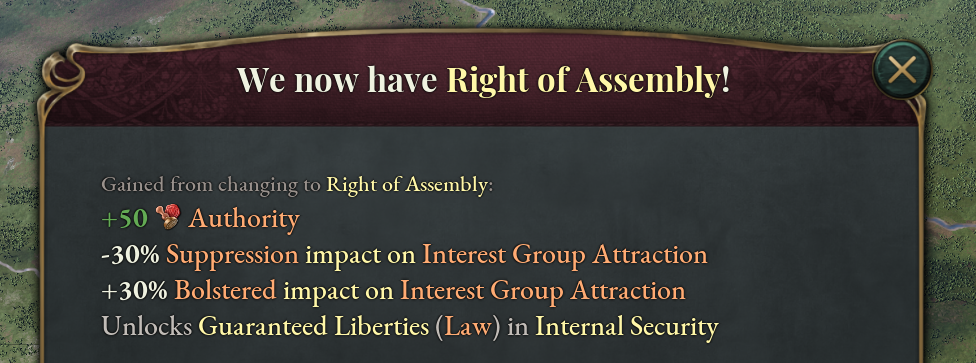 We now have Right of Assembly!
Gained from changing to Right of Assembly:
+50 Authority
-30% Suppression impact on Interest Group Attraction
+30% Bolstered impact on Interest Group Attraction
Unlocks Guaranteed Liberties (Law) in Internal Security